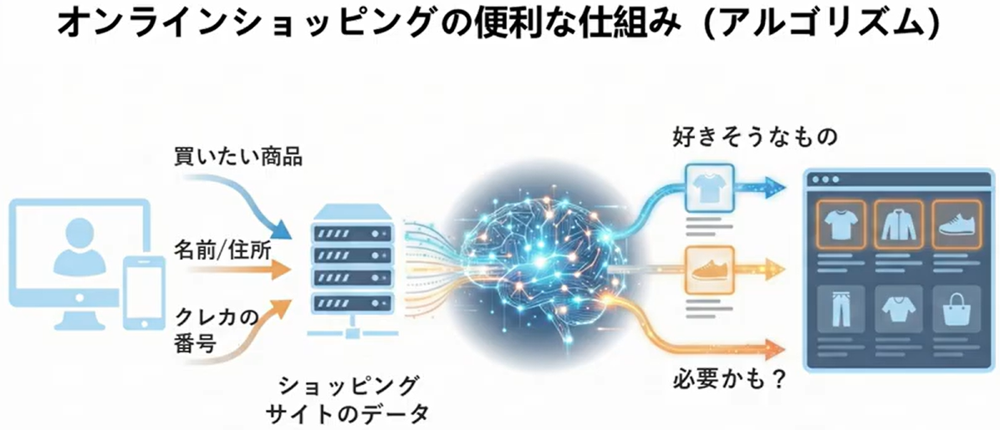 オンラインショッピングの便利な仕組み（アルゴリズム）
買いたい商品
名前/住所
クレカの
番号
ショッピング
サイトのデータ
好きそうなもの
必要かも？